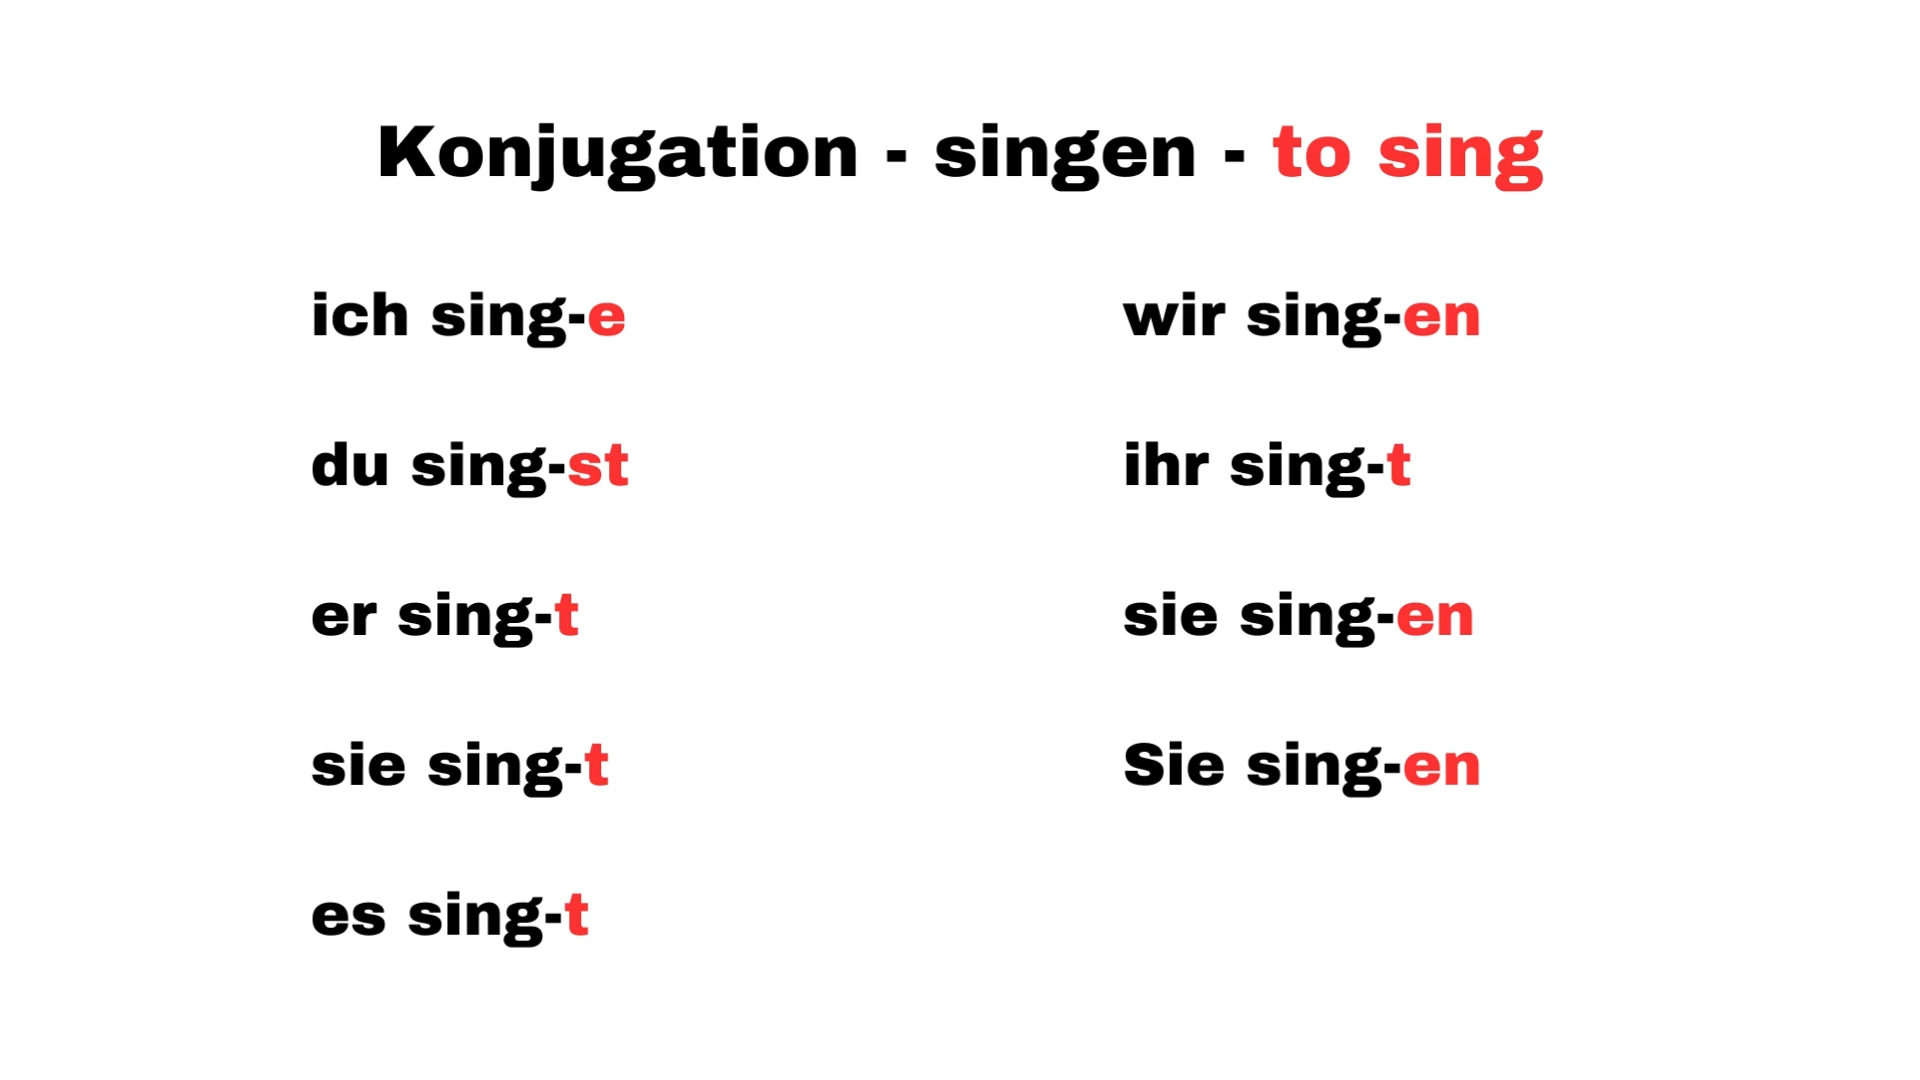 Konjugation - singen - to sing
ich sing-e
du sing-st
er sing-t
sie sing-t
es sing-t
wir sing-en
ihr sing-t
sie sing-en
Sie sing-en